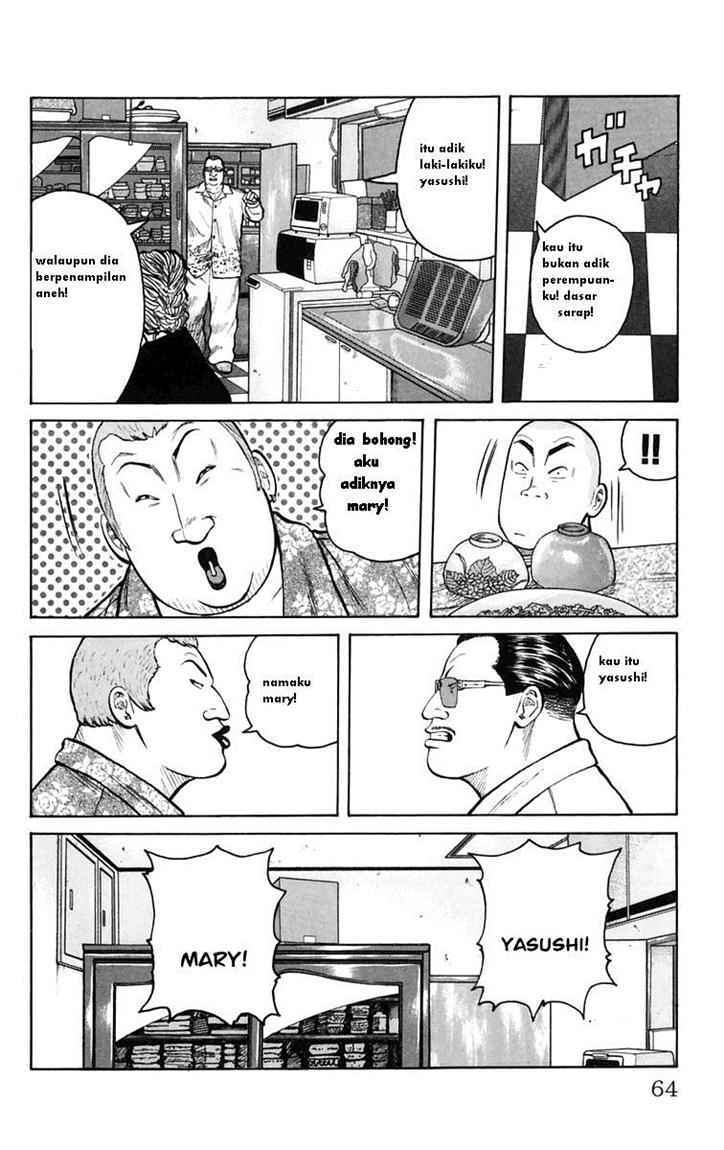 ガチャ
kau itu
bukan adik
perempuan-
ku! dasar
sarap!
itu adik
laki-lakiku!
yasushi!
walaupun dia
berpenampilan
aneh!
!!
dia bohong!
aku
adiknya
mary!
kau itu
yasushi!
namaku
mary!
YASUSHI!
MARY!
64